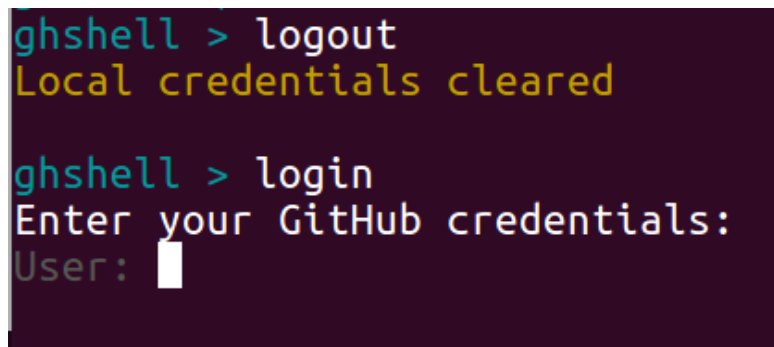 ghshell > logout
Local credentials cleared
ghshell > login
Enter your GitHub credentials:
User: